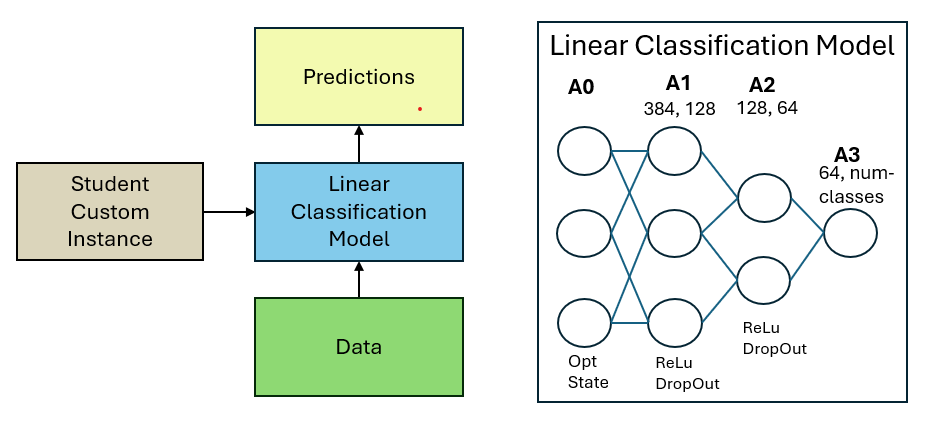 Predictions
Student
Custom
Instance
Linear
Classification
Model
Data
Linear Classification Model
A0
A1
384, 128
A2
128, 64
A3
64, num-
classes
Opt
State
ReLu
DropOut
ReLu
DropOut